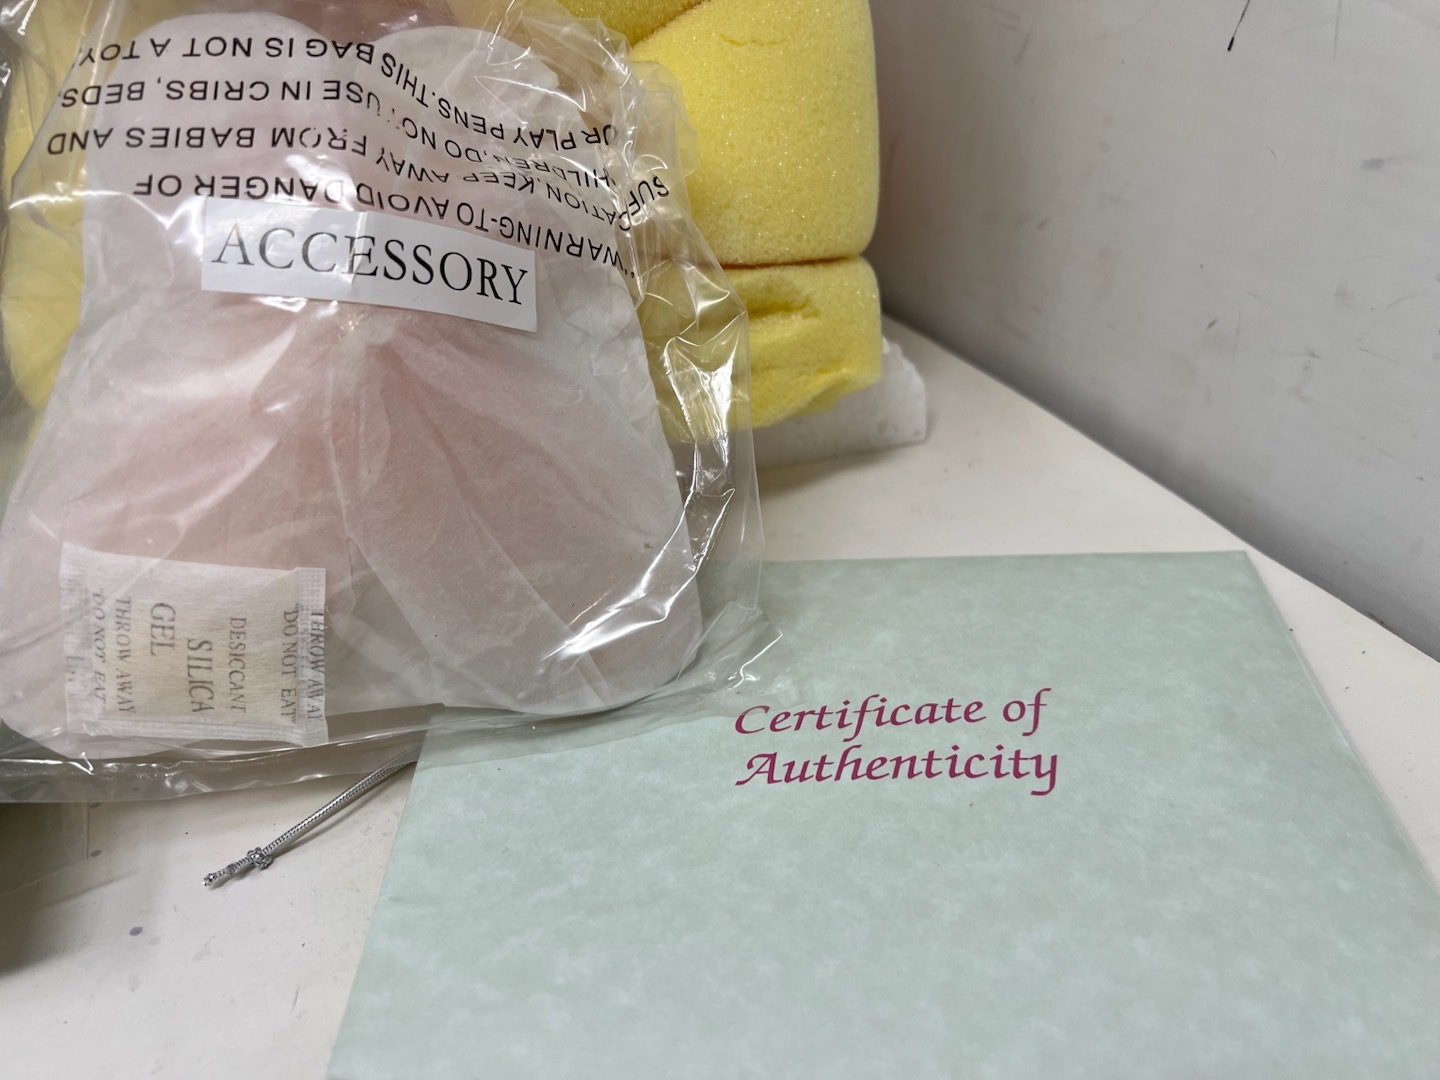 "WARNING-TO AVOID DANGER OF
SUFFOCATION.KEEP AWAY FROM BABIES AND
CHILDREN.DO NOT USE IN CRIBS, BEDS.
OR PLAY PENS.THIS BAG IS NOT A TOY.
ACCESSORY
THROW AWAY
DO NOT EAT
DESICCANT
SILICA
GEL
THROW AWAY
DO NOT EAT
Certificate of
Authenticity